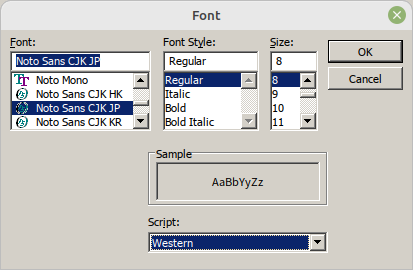 Font
Font:
Font Style:
Size:
Noto Sans CJK JP
Regular
8
OK
Noto Mono
Noto Sans CJK HK
Noto Sans CJK JP
Noto Sans CJK KR
Regular
Italic
Bold
Bold Italic
8
9
10
11
Cancel
Sample
AaBbYyZz
Script:
Western